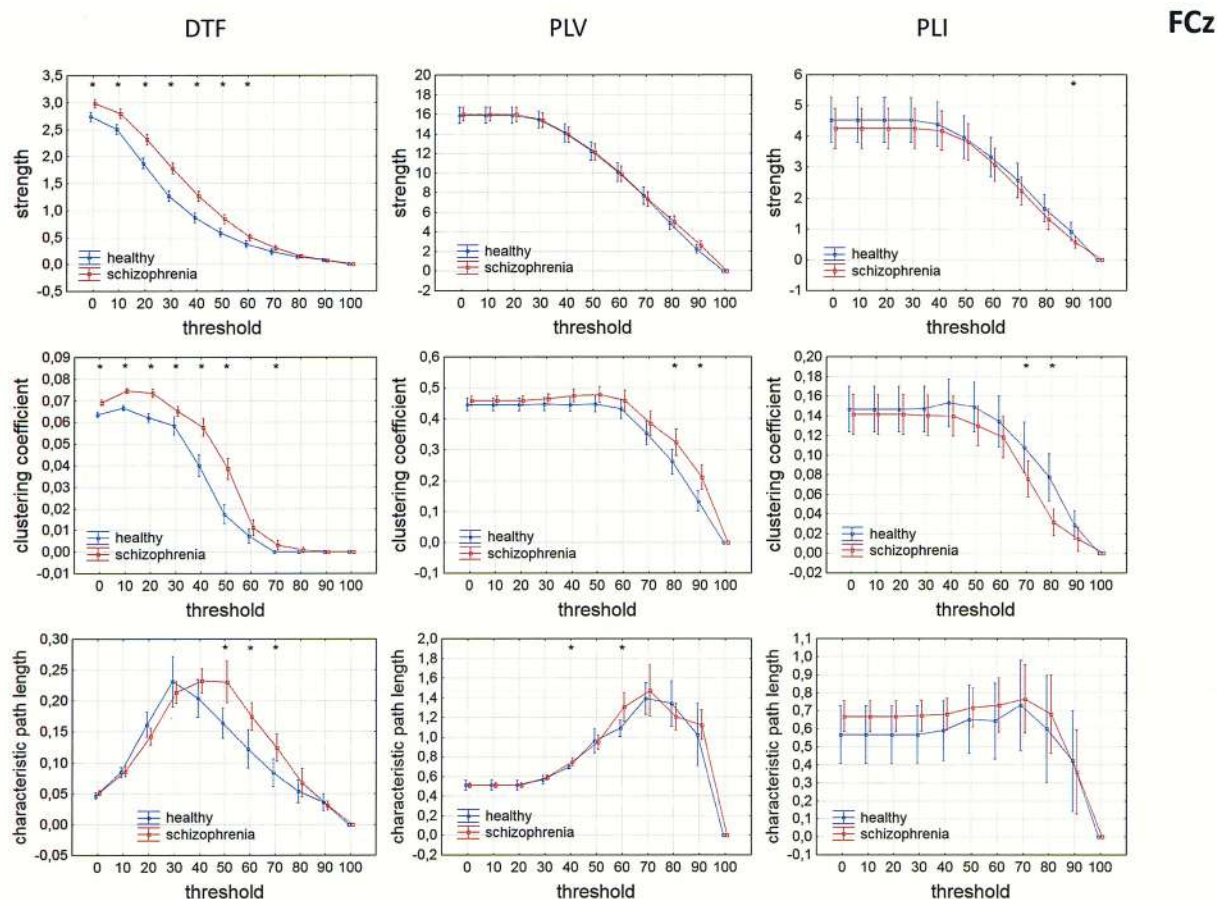 DTF PLV PLI FCz
* * * * * * *
3,5
3,0
2,5
2,0
1,5
1,0
0,5
0,0
-0,5
strength
healthy
schizophrenia
0 10 20 30 40 50 60 70 80 90 100
threshold
20
18
16
14
12
10
8
6
4
2
0
-2
strength
healthy
schizophrenia
0 10 20 30 40 50 60 70 80 90 100
threshold
*
6
5
4
3
2
1
0
-1
strength
healthy
schizophrenia
0 10 20 30 40 50 60 70 80 90 100
threshold
* * * * * * *
0,09
0,08
0,07
0,06
0,05
0,04
0,03
0,02
0,01
0,00
-0,01
clustering coefficient
healthy
schizophrenia
0 10 20 30 40 50 60 70 80 90 100
threshold
* *
0,6
0,5
0,4
0,3
0,2
0,1
0,0
-0,1
clustering coefficient
healthy
schizophrenia
0 10 20 30 40 50 60 70 80 90 100
threshold
* *
0,20
0,18
0,16
0,14
0,12
0,10
0,08
0,06
0,04
0,02
0,00
-0,02
clustering coefficient
healthy
schizophrenia
0 10 20 30 40 50 60 70 80 90 100
threshold
* * *
0,30
0,25
0,20
0,15
0,10
0,05
0,00
-0,05
characteristic path length
healthy
schizophrenia
0 10 20 30 40 50 60 70 80 90 100
threshold
* *
2,0
1,8
1,6
1,4
1,2
1,0
0,8
0,6
0,4
0,2
0,0
-0,2
characteristic path length
healthy
schizophrenia
0 10 20 30 40 50 60 70 80 90 100
threshold
1,1
1,0
0,9
0,8
0,7
0,6
0,5
0,4
0,3
0,2
0,1
0,0
-0,1
characteristic path length
healthy
schizophrenia
0 10 20 30 40 50 60 70 80 90 100
threshold